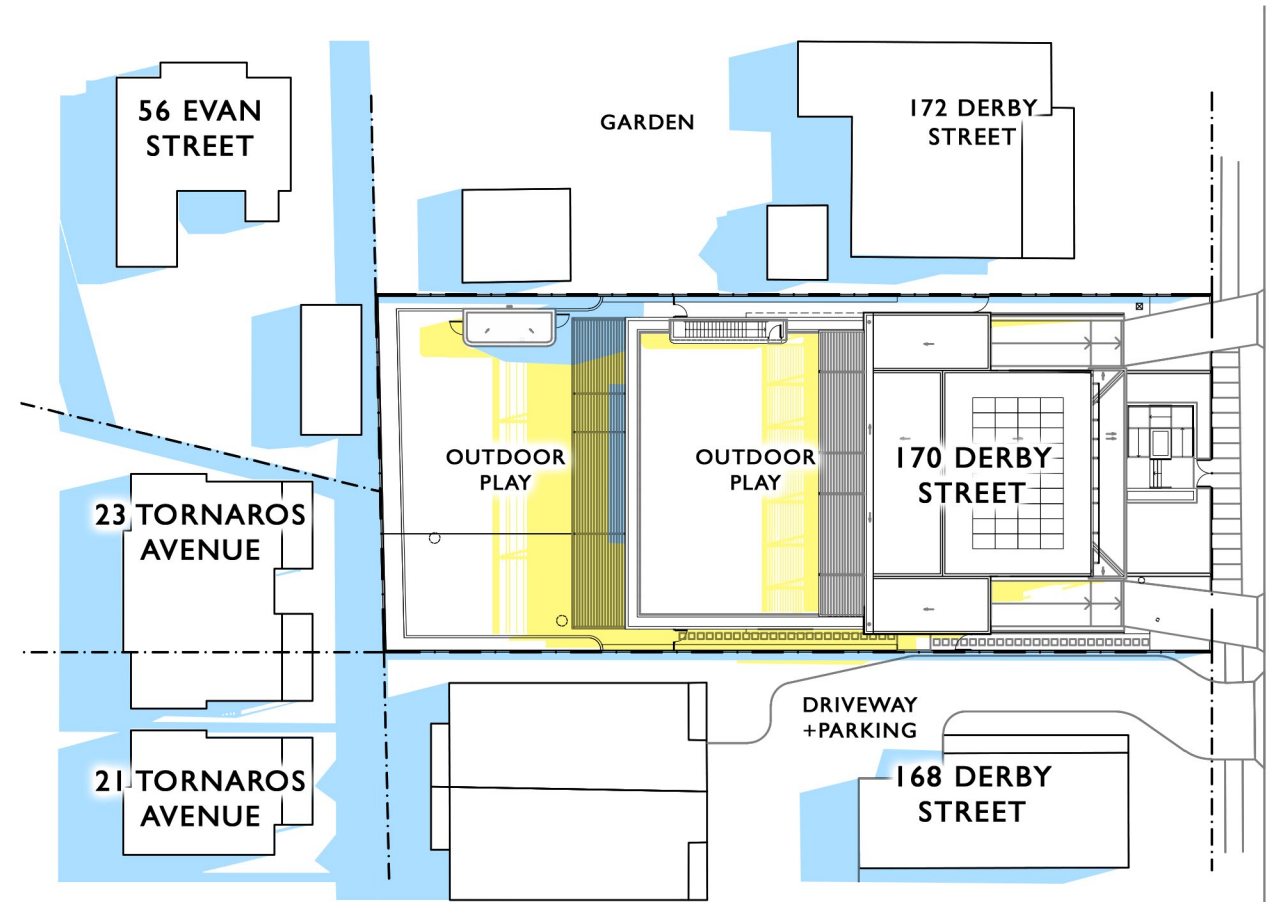 56 EVAN
STREET
GARDEN
172 DERBY
STREET
OUTDOOR
PLAY
OUTDOOR
PLAY
170 DERBY
STREET
23 TORNAROS
AVENUE
DRIVEWAY
+PARKING
21 TORNAROS
AVENUE
168 DERBY
STREET